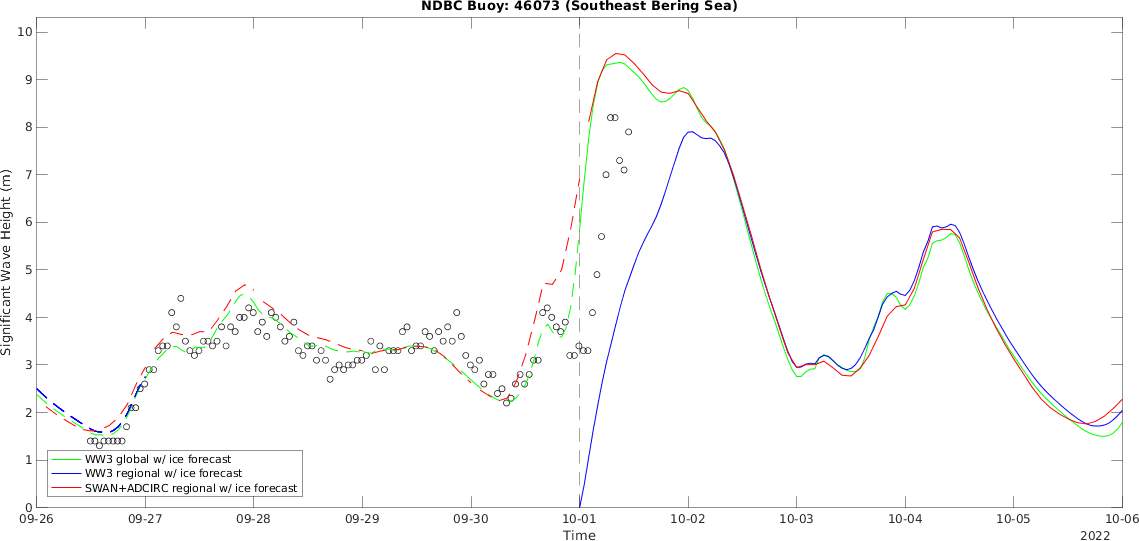 NDBC Buoy: 46073 (Southeast Bering Sea)
10
9
8
7
6
5
4
3
2
1
0
Significant Wave Height (m)
WW3 global w/ ice forecast
WW3 regional w/ ice forecast
SWAN+ADCIRC regional w/ ice forecast
09-26 09-27 09-28 09-29 09-30 10-01 10-02 10-03 10-04 10-05 10-06
Time
2022